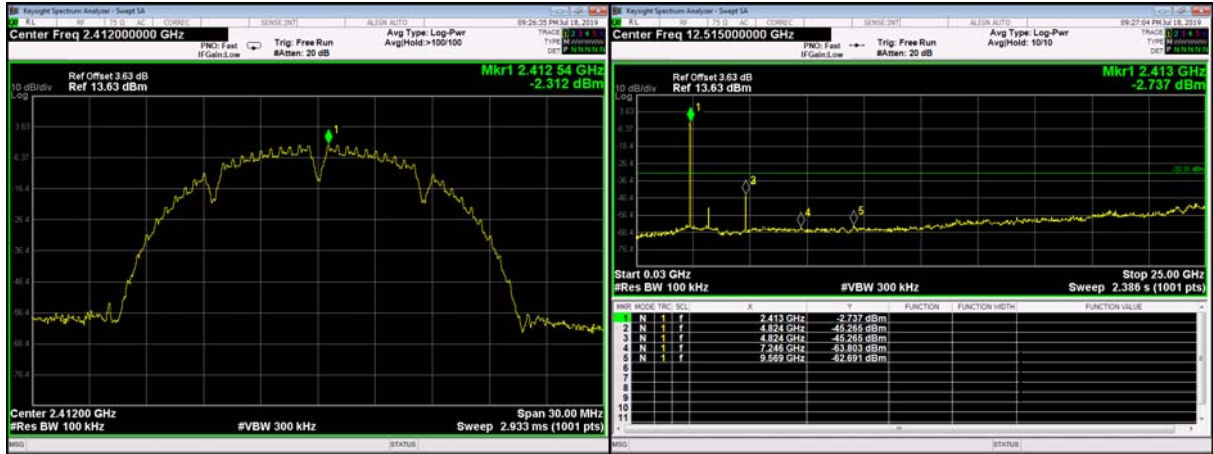 Keysight Spectrum Analyzer - Swept SA
RL RF 75 Ω AC CORREC SENSE:INT ALIGN AUTO 09:26:35 PM Jul 18, 2019
Center Freq 2.412000000 GHz
PNO: Fast
IFGain:Low
Trig: Free Run
#Atten: 20 dB
Avg Type: Log-Pwr
Avg|Hold:>100/100
TRACE 1 2 3 4 5 6
TYPE M WWWWW
DET P N N N N N
Mkr1 2.412 54 GHz
-2.312 dBm
Ref Offset 3.63 dB
10 dB/div Ref 13.63 dBm
Log
1
3.63
-6.37
-16.4
-26.4
-36.4
-46.4
-56.4
-66.4
-76.4
Center 2.41200 GHz
Span 30.00 MHz
#Res BW 100 kHz
#VBW 300 kHz
Sweep 2.933 ms (1001 pts)
MSG
STATUS
Keysight Spectrum Analyzer - Swept SA
RL RF 75 Ω AC CORREC SENSE:INT ALIGN AUTO 09:27:04 PM Jul 18, 2019
Center Freq 12.515000000 GHz
PNO: Fast
IFGain:Low
Trig: Free Run
#Atten: 20 dB
Avg Type: Log-Pwr
Avg|Hold: 10/10
TRACE 1 2 3 4 5 6
TYPE M WWWWW
DET P N N N N N
Mkr1 2.413 GHz
-2.737 dBm
Ref Offset 3.63 dB
10 dB/div Ref 13.63 dBm
Log
1
3.63
-6.37
-16.4
-26.4
-32.31 dBm
-36.4
3
-46.4
-56.4
4
5
-66.4
-76.4
Start 0.03 GHz
Stop 25.00 GHz
#Res BW 100 kHz
#VBW 300 kHz
Sweep 2.386 s (1001 pts)
MKR MODE TRC SCL X Y FUNCTION FUNCTION WIDTH FUNCTION VALUE
1 N 1 f 2.413 GHz -2.737 dBm
2 N 1 f 4.824 GHz -45.265 dBm
3 N 1 f 4.824 GHz -45.265 dBm
4 N 1 f 7.246 GHz -63.803 dBm
5 N 1 f 9.569 GHz -62.691 dBm
6
7
8
9
10
11
MSG
STATUS